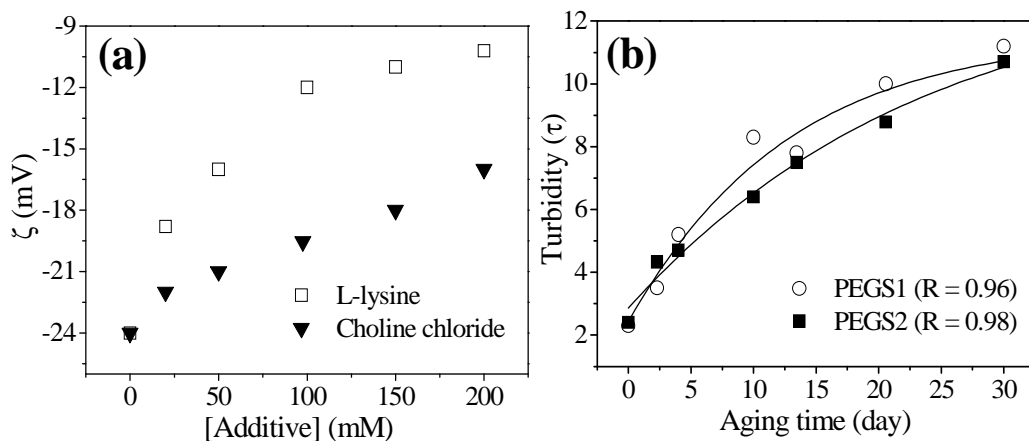 (a)
ζ (mV)
-9
-12
-15
-18
-21
-24
L-lysine
Choline chloride
0
50
100
150
200
[Additive] (mM)
(b)
Turbidity (τ)
12
10
8
6
4
2
PEGS1 (R = 0.96)
PEGS2 (R = 0.98)
0
5
10
15
20
25
30
Aging time (day)